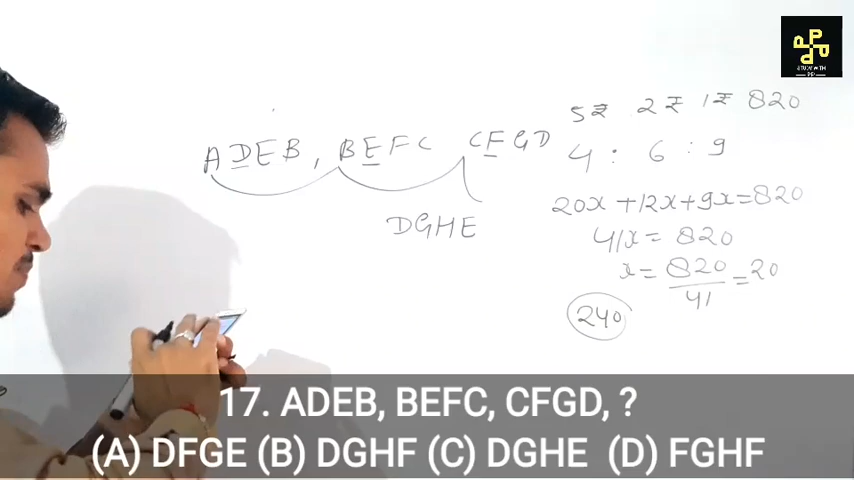 5₹ 2₹ 1₹ 820
4 : 6 : 9
ADEB, BEFC CFGD
20x + 12x + 9x = 820
DGHE
41x = 820
x = 820/41 = 20
240
17. ADEB, BEFC, CFGD, ?
(A) DFGE (B) DGHF (C) DGHE (D) FGHF